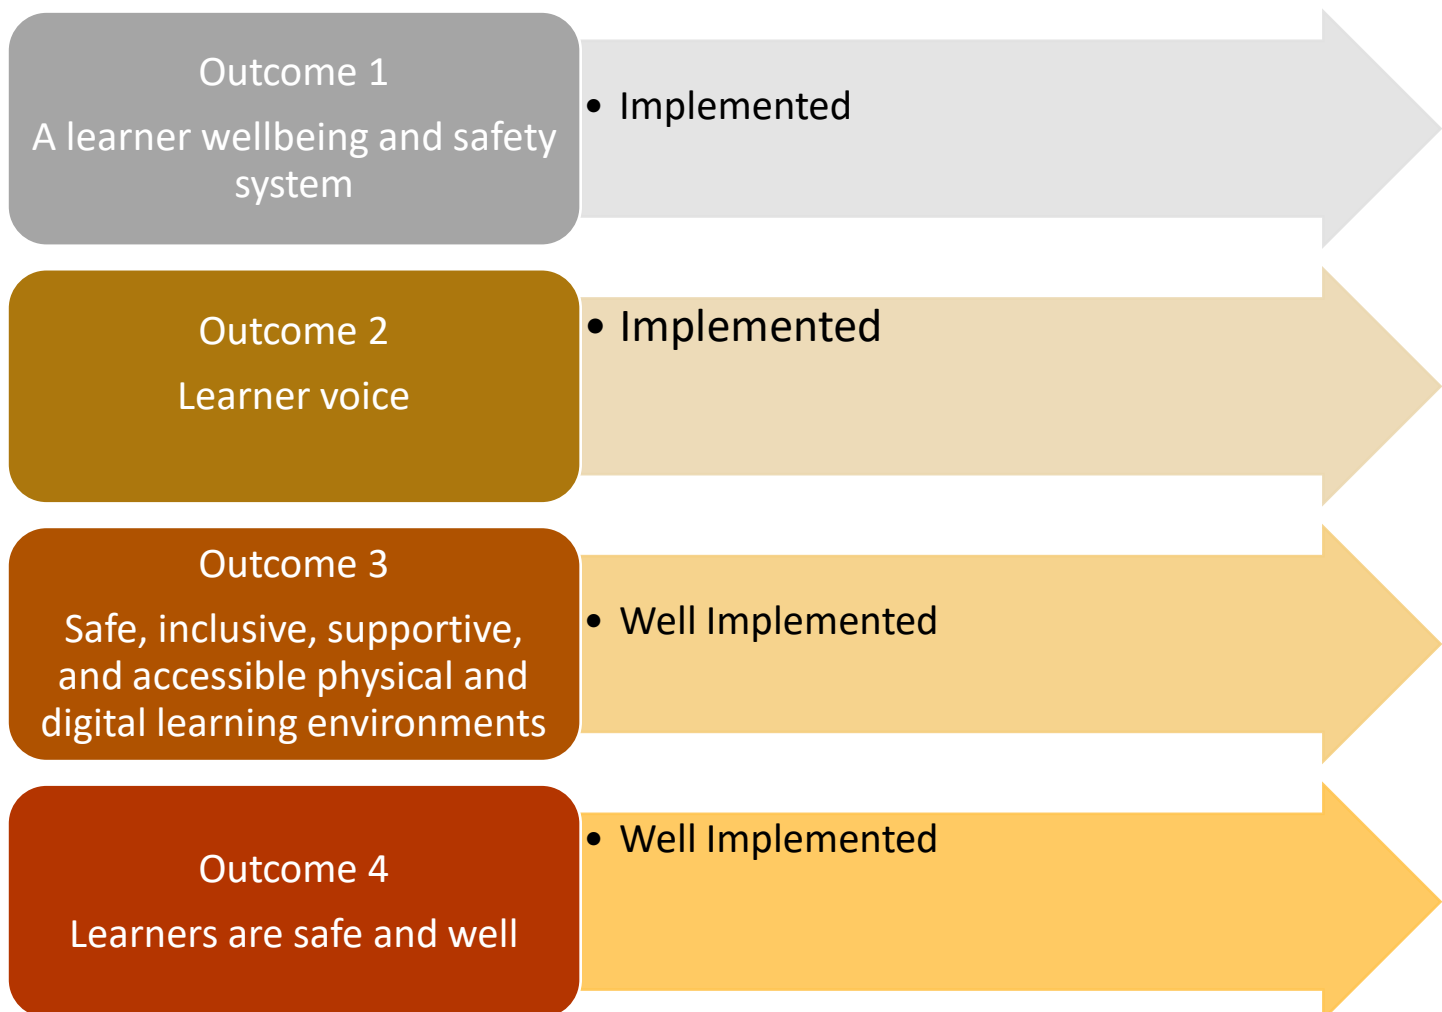 Outcome 1
A learner wellbeing and safety
system
• Implemented
Outcome 2
Learner voice
• Implemented
Outcome 3
Safe, inclusive, supportive,
and accessible physical and
digital learning environments
• Well Implemented
Outcome 4
Learners are safe and well
• Well Implemented